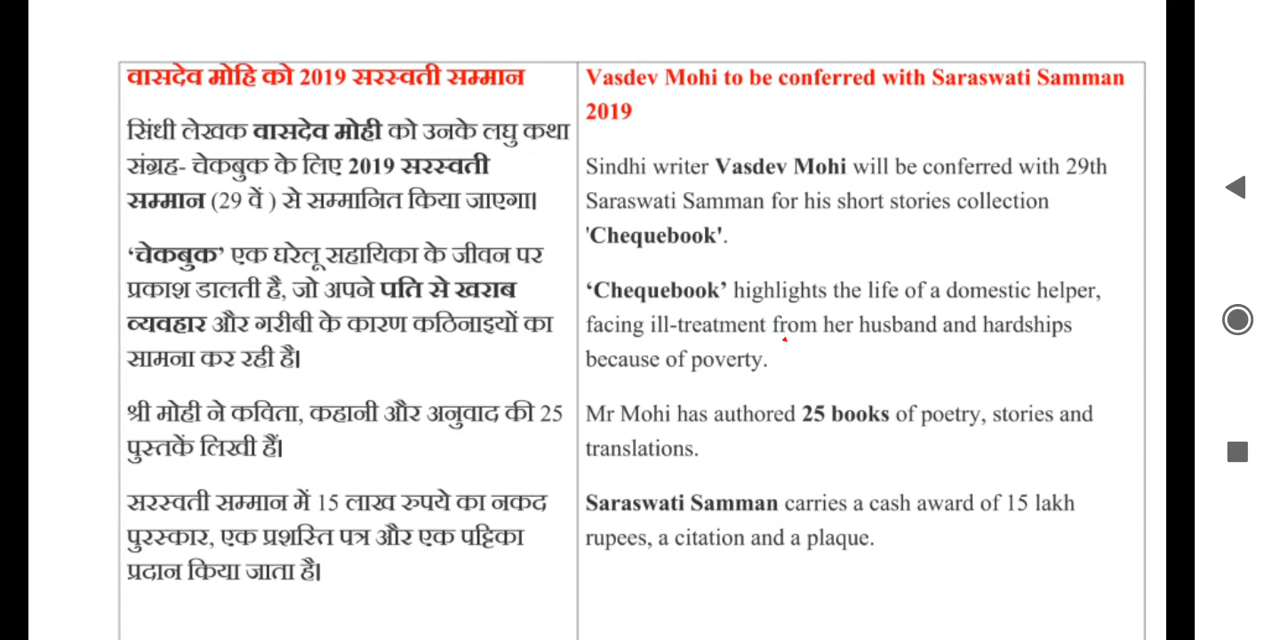 वासदेव मोहि को 2019 सरस्वती सम्मान
सिंधी लेखक वासदेव मोही को उनके लघु कथा
संग्रह- चेकबुक के लिए 2019 सरस्वती
सम्मान (29 वें ) से सम्मानित किया जाएगा।
‘चेकबुक’ एक घरेलू सहायिका के जीवन पर
प्रकाश डालती है, जो अपने पति से खराब
व्यवहार और गरीबी के कारण कठिनाइयों का
सामना कर रही है।
श्री मोही ने कविता, कहानी और अनुवाद की 25
पुस्तकें लिखी हैं।
सरस्वती सम्मान में 15 लाख रुपये का नकद
पुरस्कार, एक प्रशस्ति पत्र और एक पट्टिका
प्रदान किया जाता है।
Vasdev Mohi to be conferred with Saraswati Samman
2019
Sindhi writer Vasdev Mohi will be conferred with 29th
Saraswati Samman for his short stories collection
'Chequebook'.
‘Chequebook’ highlights the life of a domestic helper,
facing ill-treatment from her husband and hardships
because of poverty.
Mr Mohi has authored 25 books of poetry, stories and
translations.
Saraswati Samman carries a cash award of 15 lakh
rupees, a citation and a plaque.